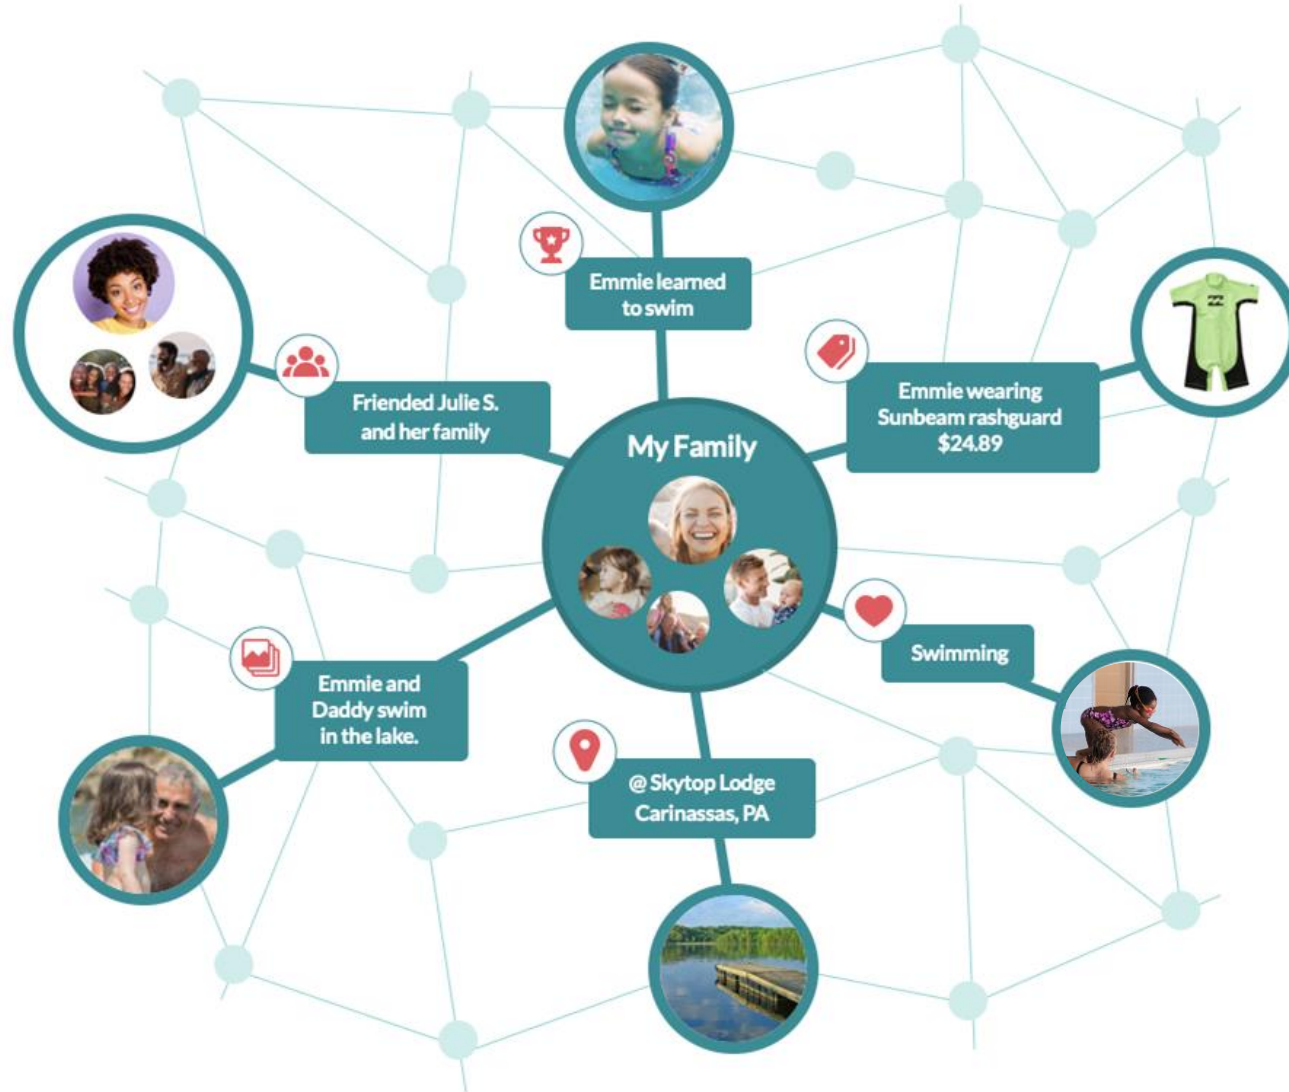 Emmie learned
to swim
Emmie wearing
Sunbeam rashguard
$24.89
Friended Julie S.
and her family
My Family
Swimming
Emmie and
Daddy swim
in the lake.
@ Skytop Lodge
Carinassas, PA